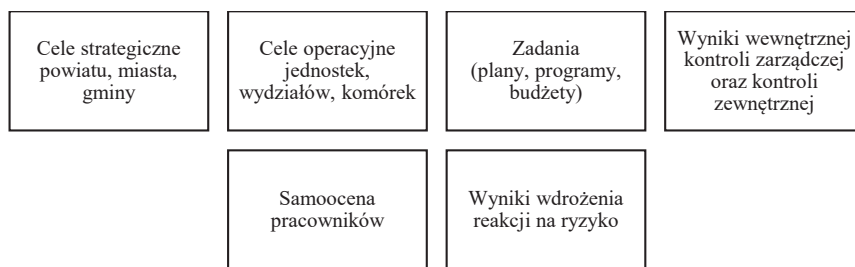 Cele strategiczne
powiatu, miasta,
gminy
Cele operacyjne
jednostek,
wydziałów, komórek
Zadania
(plany, programy,
budżety)
Wyniki wewnętrznej
kontroli zarządczej
oraz kontroli
zewnętrznej
Samoocena
pracowników
Wyniki wdrożenia
reakcji na ryzyko